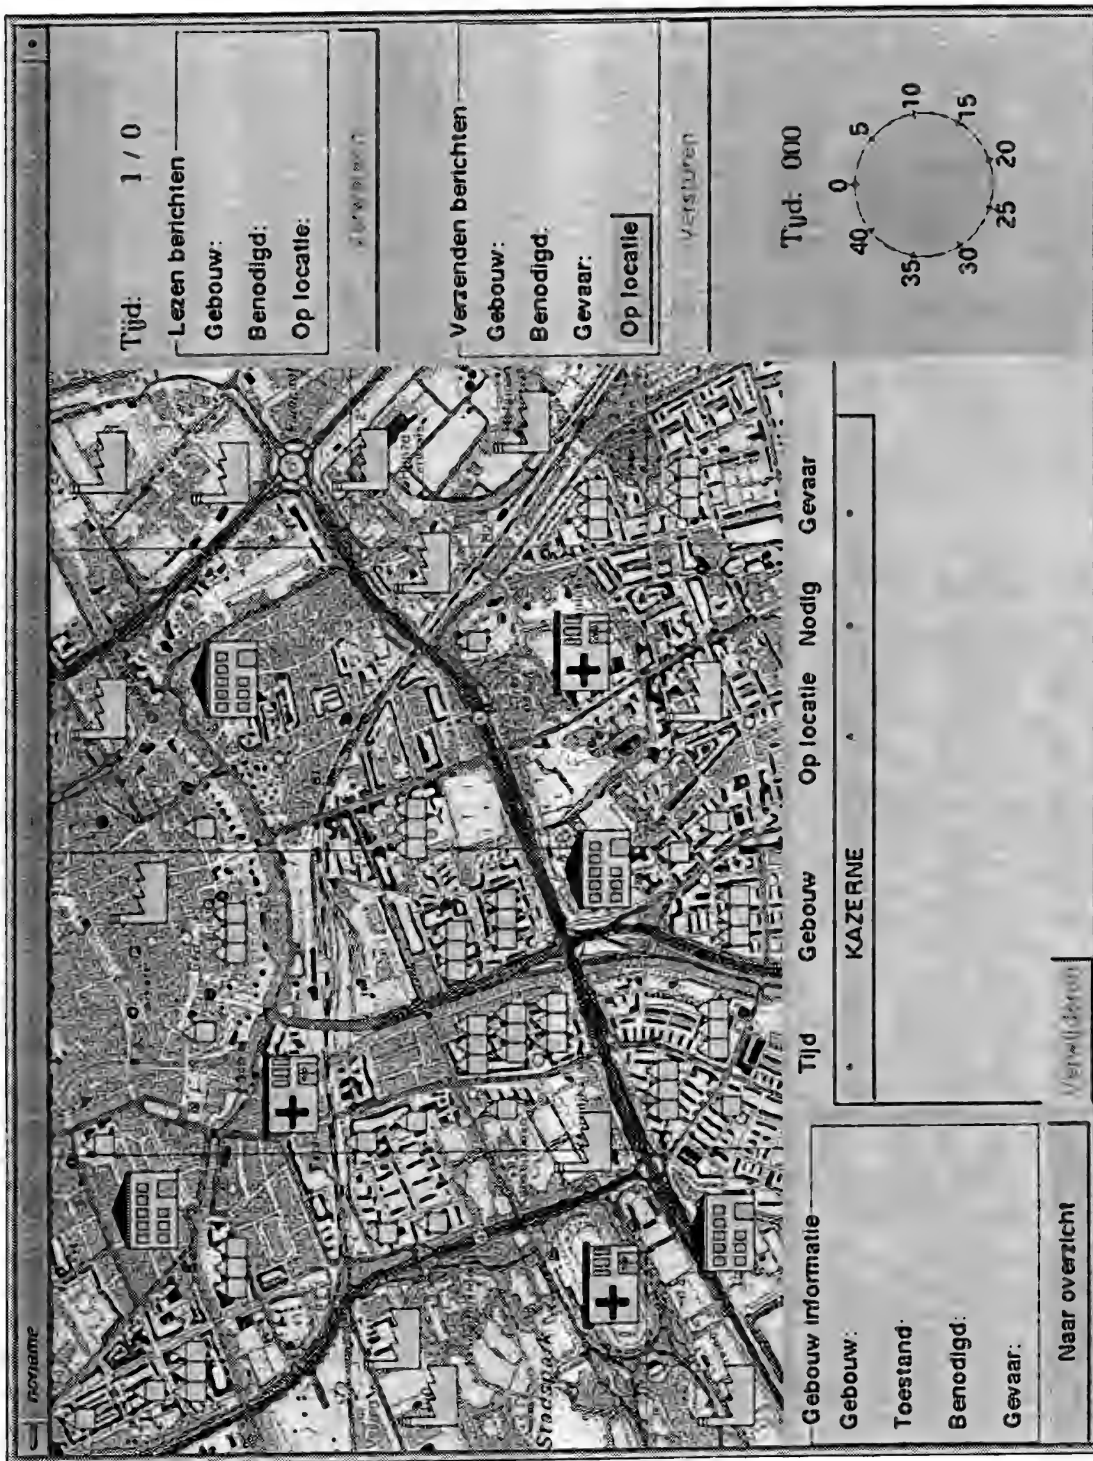 noname
Tijd: 1 / 0
Lezen berichten
Gebouw:
Benodigd:
Op locatie:
Verzenden berichten
Gebouw:
Benodigd:
Gevaar:
Op locatie
Versturen
Tijd: 000
0
5
10
15
20
25
30
35
40
Stadspark
Gebouw informatie
Gebouw:
Toestand:
Benodigd:
Gevaar:
Naar overzicht
Tijd Gebouw Op locatie Nodig Gevaar
KAZERNE